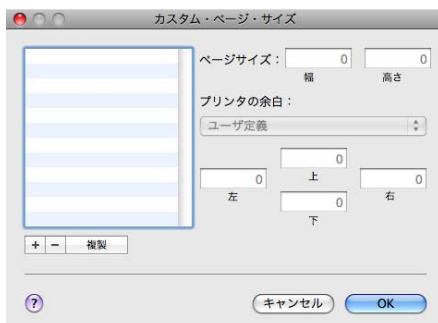 カスタム・ページ・サイズ
ページサイズ： 0 0
幅 高さ
プリンタの余白：
ユーザ定義
0
上
0 0
左 右
0
下
+ − 複製
? キャンセル OK